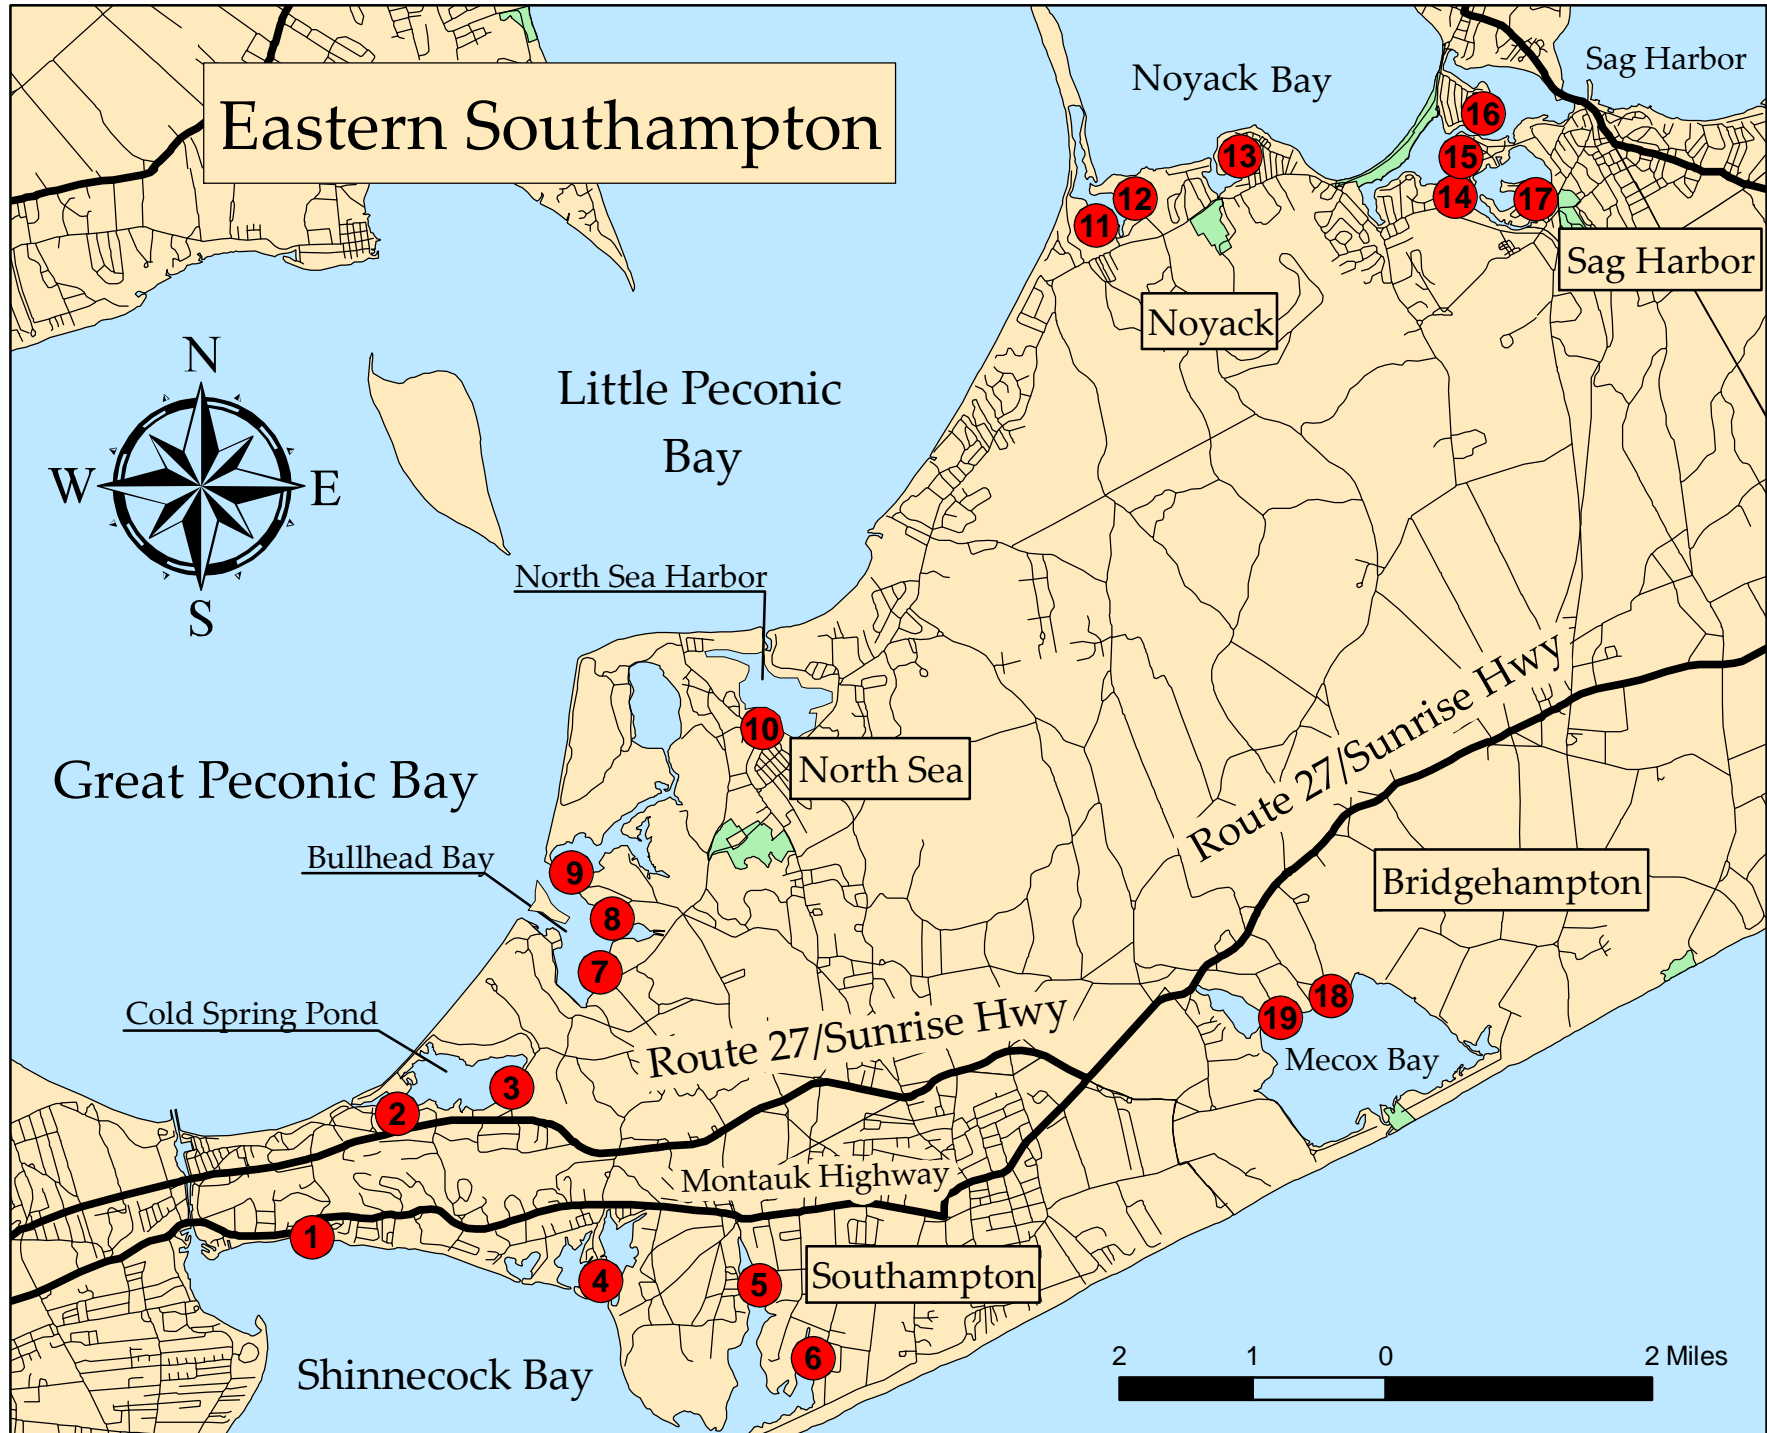 Sag Harbor
Noyack Bay
Eastern Southampton
16
13
15
12
14
17
11
Sag Harbor
Noyack
N
Little Peconic
Bay
W
E
North Sea Harbor
S
Route 27/Sunrise Hwy
10
North Sea
Great Peconic Bay
Bullhead Bay
9
Bridgehampton
8
7
18
Cold Spring Pond
19
Route 27/Sunrise Hwy
Mecox Bay
3
2
Montauk Highway
1
4
5
Southampton
6
Shinnecock Bay
2 1 0 2 Miles